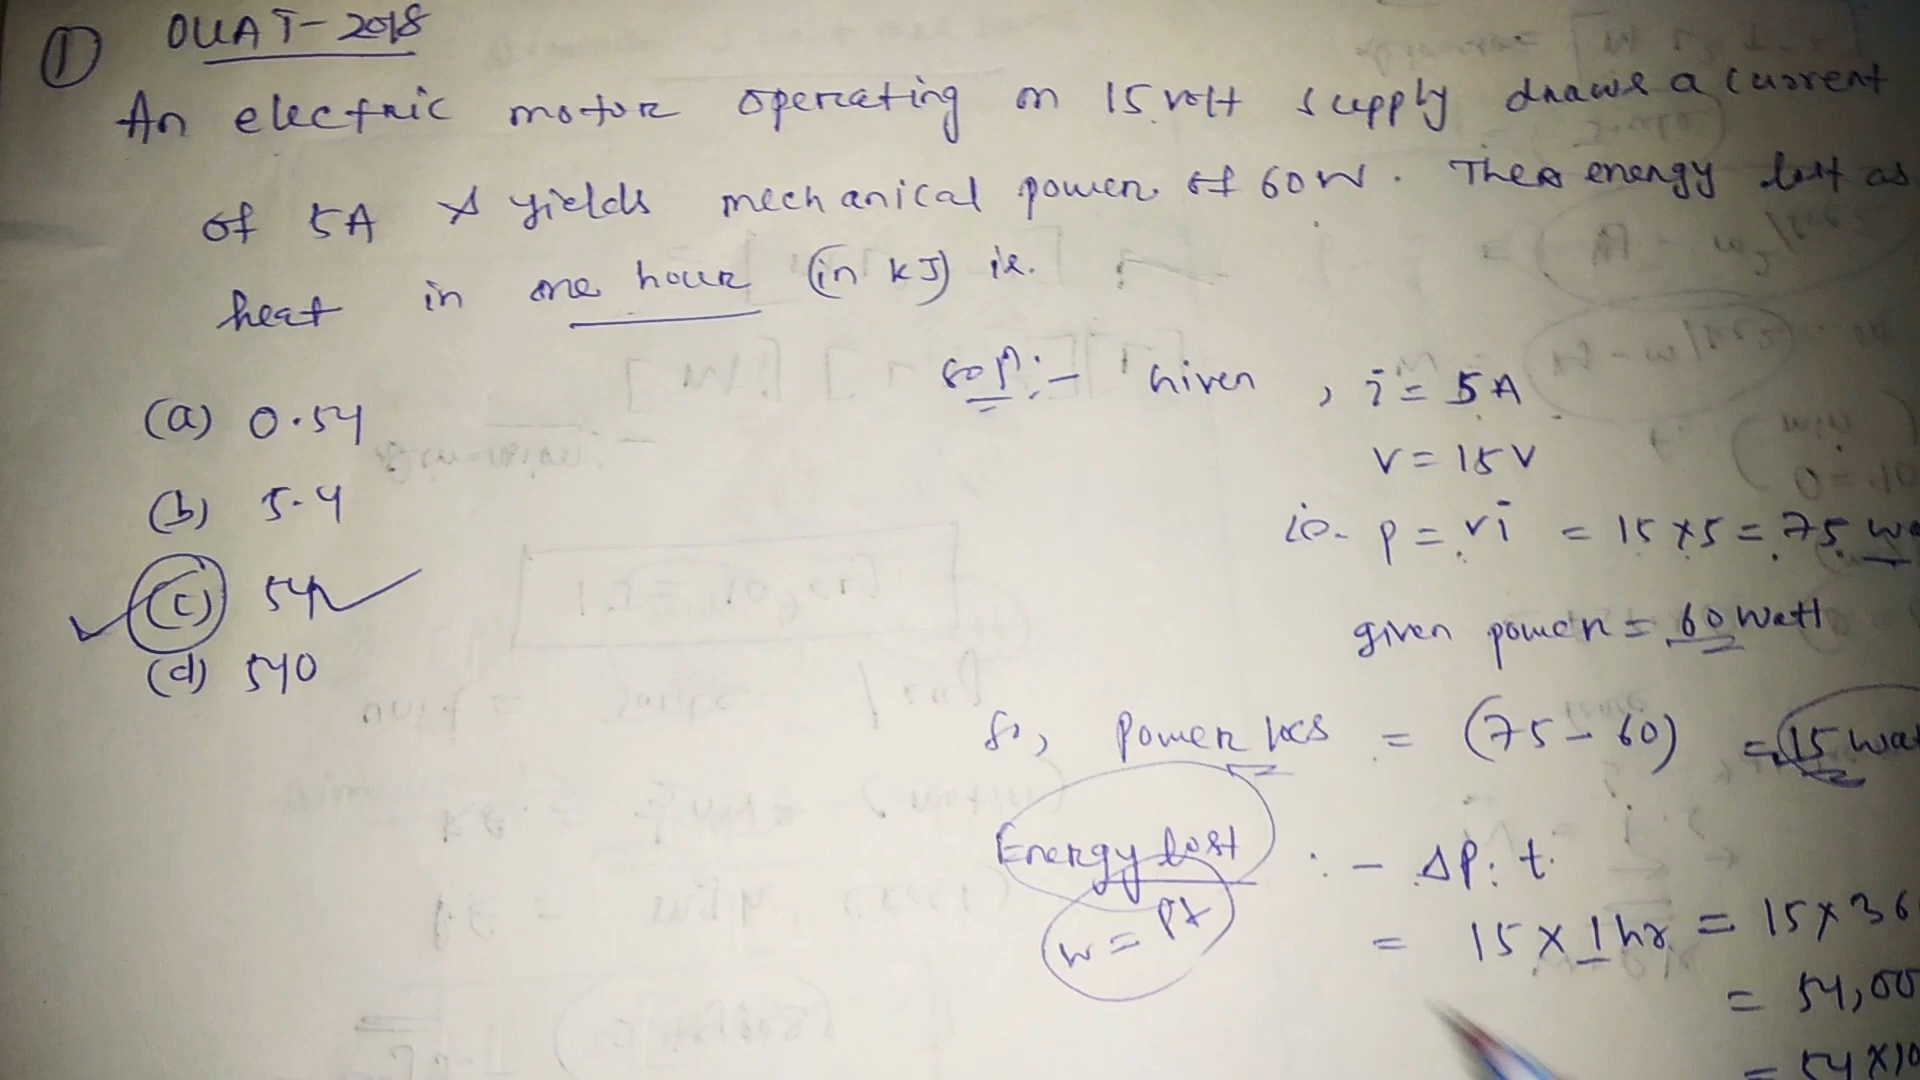 ① OUAT-2018
An electric motor operating on 15 volt supply draws a current
of 5A & yields mechanical power of 60W. The energy lost as
heat in one hour (in kJ) is.
(a) 0.54
(b) 5.4
(c) 54
(d) 540
Sol:- Given, i = 5A
V = 15V
P = Vi = 15 x 5 = 75
given power = 60 watt
So, Power loss = (75 - 60) = 15
Energy lost :- ΔP. t.
W = Pt
= 15 x 1hr = 15 x 36
= 54,00
= 54 x 10